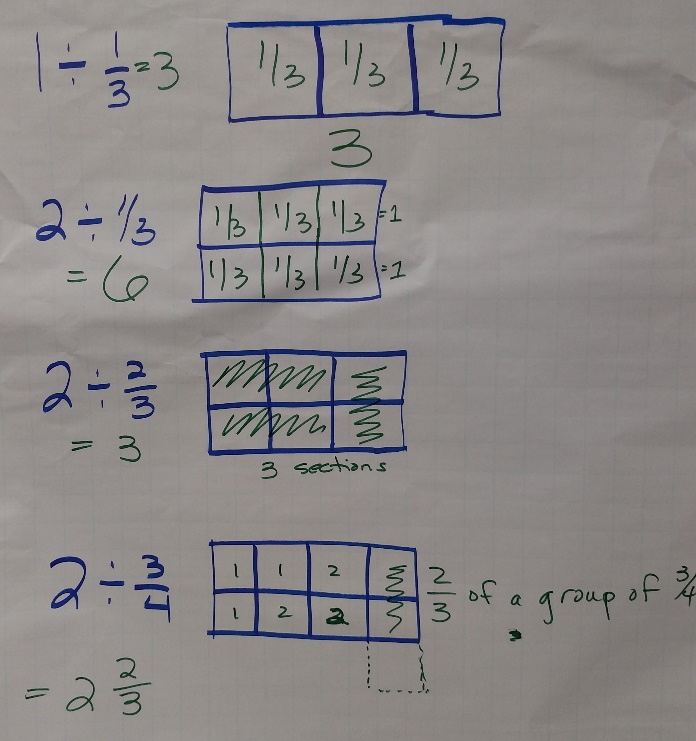 1 ÷ 1/3 = 3
1/3 1/3 1/3
3
2 ÷ 1/3
= 6
1/3 1/3 1/3 = 1
1/3 1/3 1/3 = 1
2 ÷ 2/3
= 3
3 sections
2 ÷ 3/4
1 1 2
1 2 2
2/3 of a group of 3/4
= 2 2/3